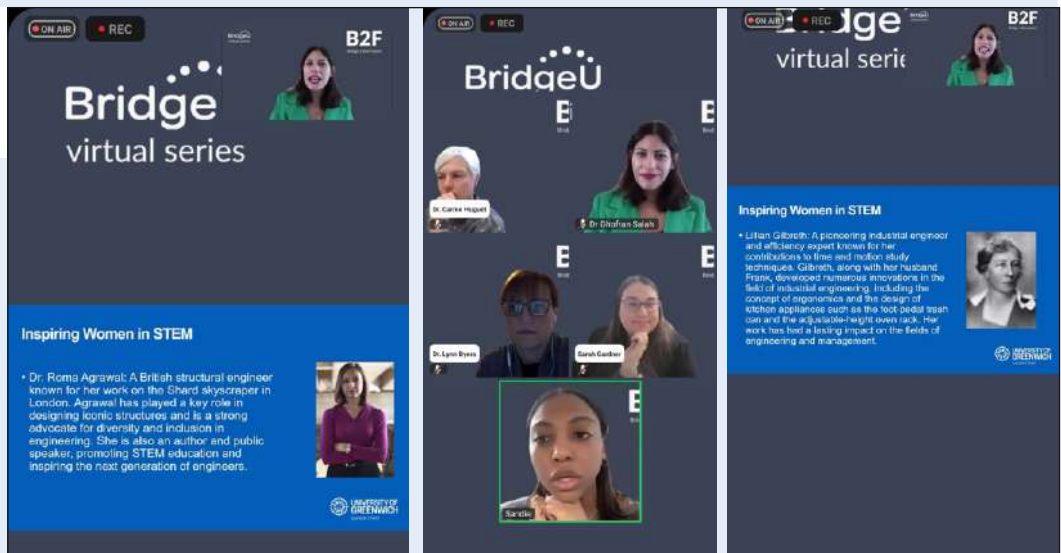 ON AIR
REC
B2F
Bridge
virtual series
Inspiring Women in STEM
• Dr. Roma Agrawal: A British structural engineer
known for her work on the Shard skyscraper in
London. Agrawal has played a key role in
designing iconic structures and is a strong
advocate for diversity and inclusion in
engineering. She is also an author and public
speaker, promoting STEM education and
inspiring the next generation of engineers.
UNIVERSITY OF
GREENWICH
ON AIR
REC
BridgeU
Dr. Carine Huguet
Dr Ghofran Salah
Dr. Lynn Byers
Sarah Gardner
Sandie
ON AIR
REC
B2F
virtual serie
Inspiring Women in STEM
• Lillian Gilbreth: A pioneering industrial engineer
and efficiency expert known for her
contributions to time and motion study
techniques. Gilbreth, along with her husband
Frank, developed numerous innovations in the
field of industrial engineering, including the
concept of ergonomics and the design of
kitchen appliances such as the foot-pedal trash
can and the adjustable-height oven rack. Her
work has had a lasting impact on the fields of
engineering and management.
UNIVERSITY OF
GREENWICH